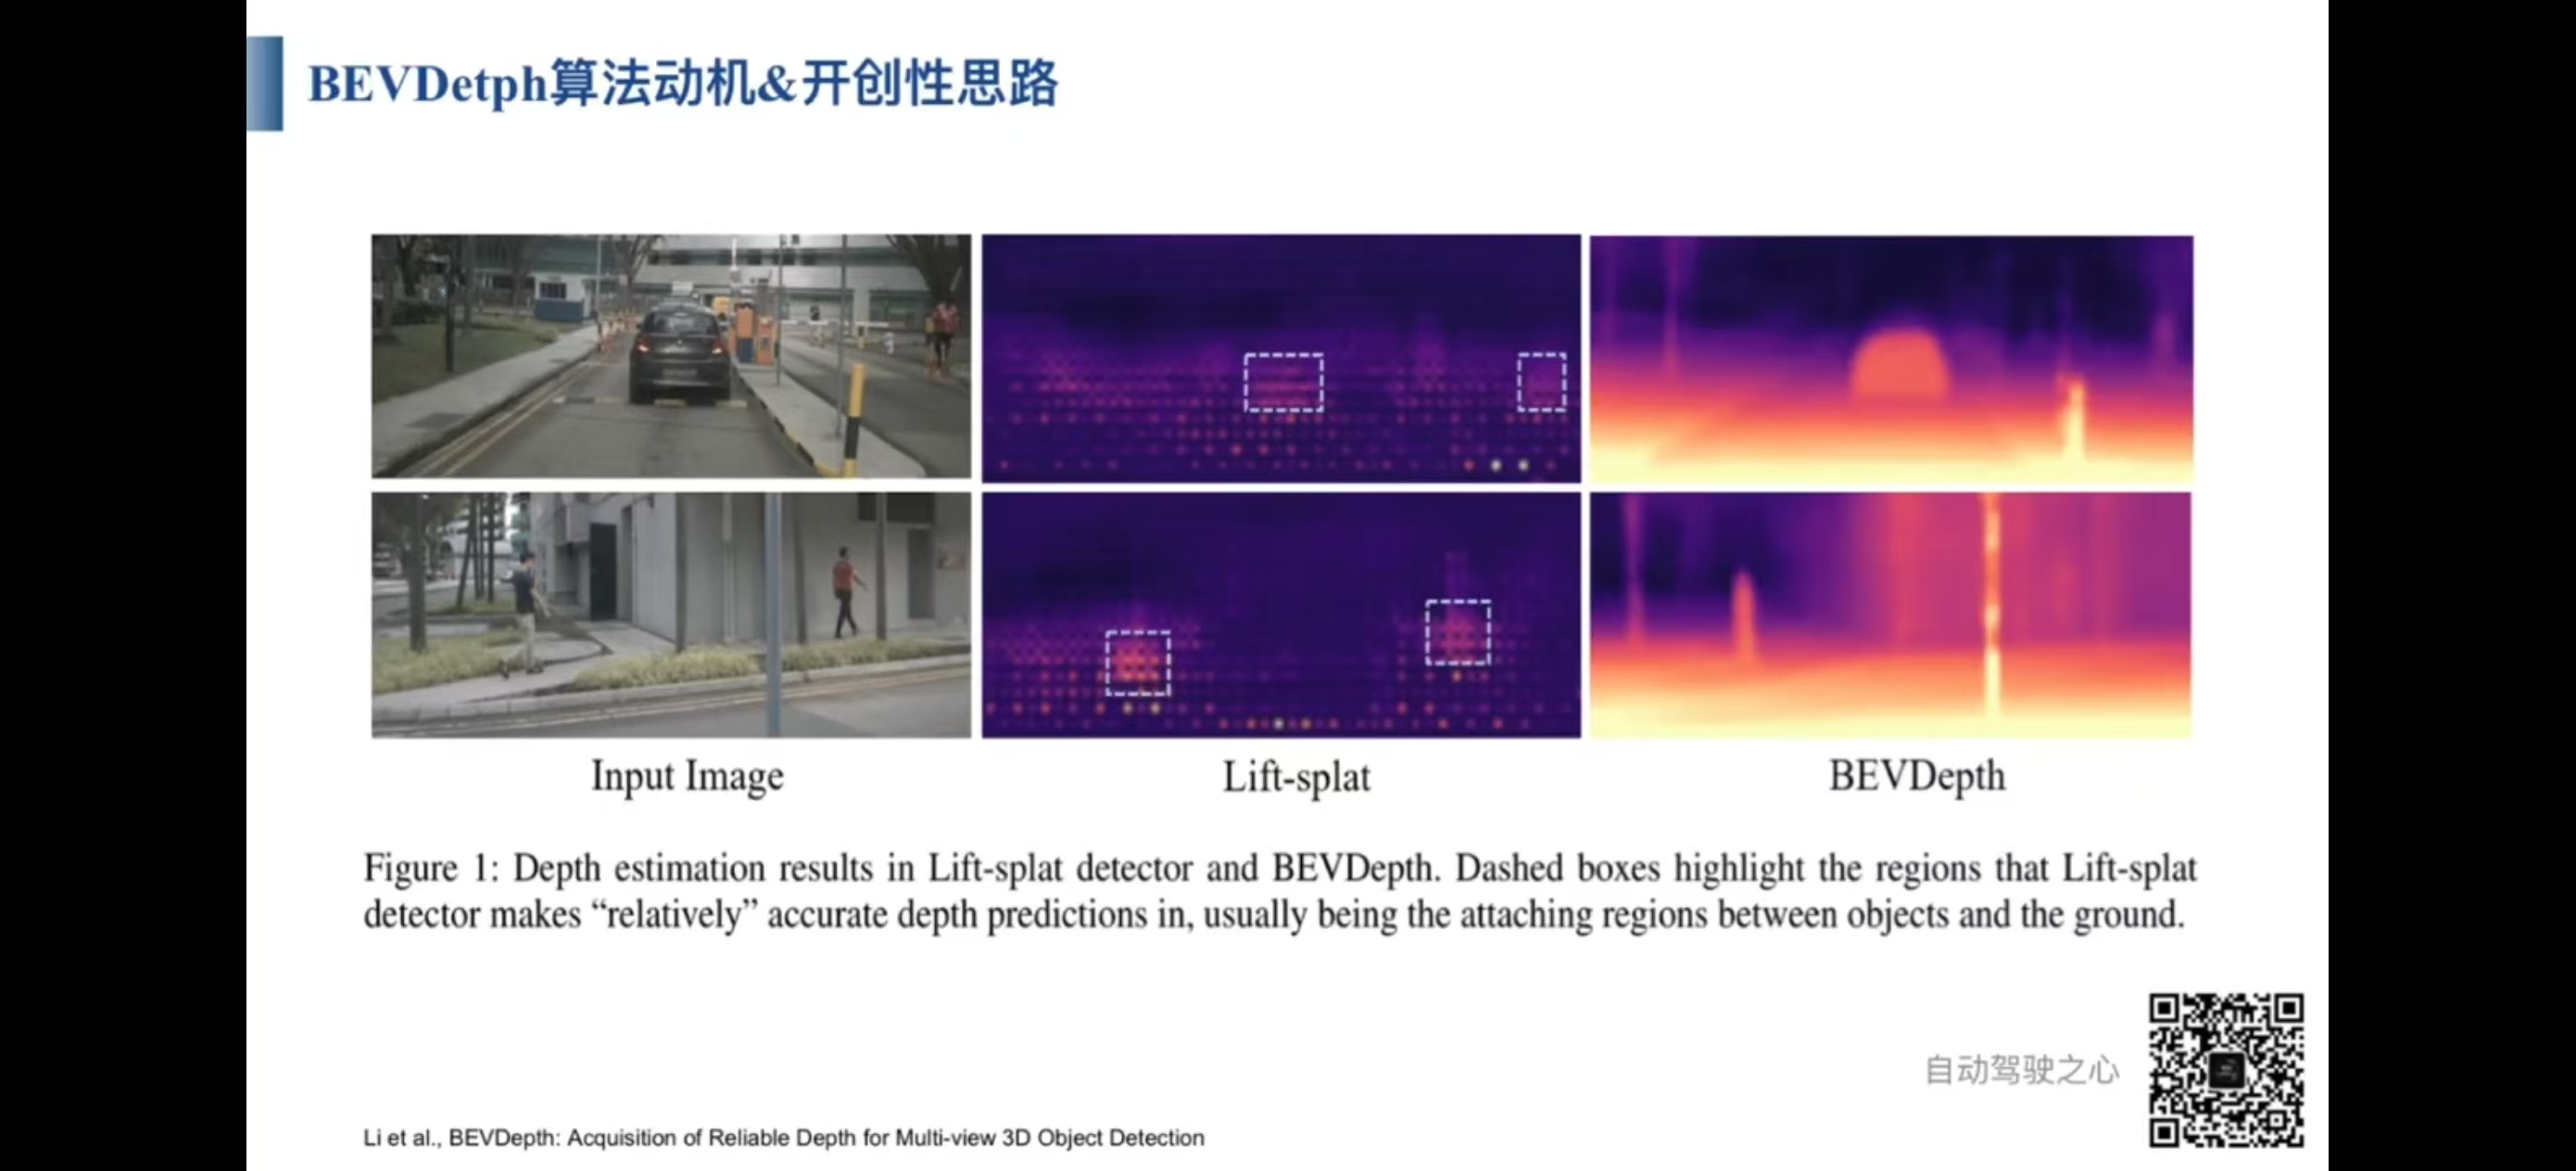 BEVDetph算法动机&开创性思路
Input Image
Lift-splat
BEVDepth
Figure 1: Depth estimation results in Lift-splat detector and BEVDepth. Dashed boxes highlight the regions that Lift-splat
detector makes “relatively” accurate depth predictions in, usually being the attaching regions between objects and the ground.
自动驾驶之心
Li et al., BEVDepth: Acquisition of Reliable Depth for Multi-view 3D Object Detection